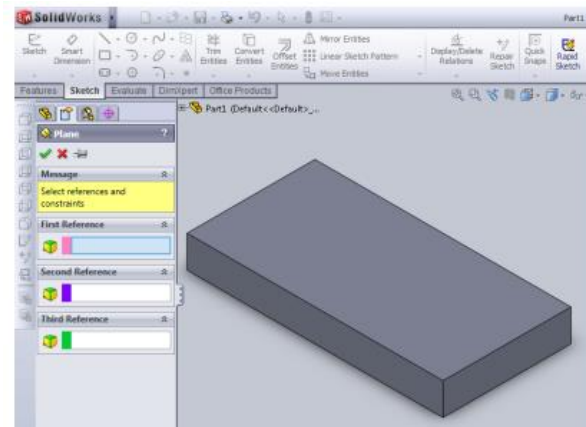 SolidWorks
Part1
Sketch
Smart Dimension
Trim Entities
Convert Entities
Offset Entities
Mirror Entities
Linear Sketch Pattern
Move Entities
Display/Delete Relations
Repair Sketch
Quick Snaps
Rapid Sketch
Features Sketch Evaluate DimXpert Office Products
Part1 (Default<<Default>_...
Plane ?
Message
Select references and
constraints
First Reference
Second Reference
Third Reference